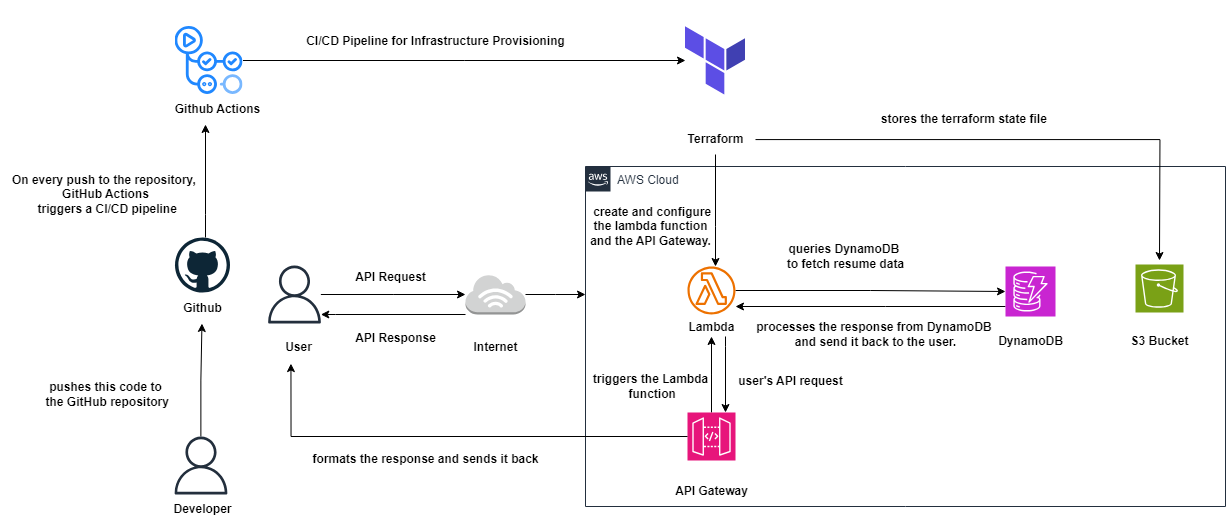 CI/CD Pipeline for Infrastructure Provisioning
Github Actions
stores the terraform state file
Terraform
On every push to the repository,
GitHub Actions
triggers a CI/CD pipeline
aws
AWS Cloud
create and configure
the lambda function
and the API Gateway.
queries DynamoDB
to fetch resume data
API Request
Github
API Response
User
Internet
Lambda
processes the response from DynamoDB
and send it back to the user.
DynamoDB
S3 Bucket
pushes this code to
the GitHub repository
triggers the Lambda
function
user's API request
formats the response and sends it back
API Gateway
Developer